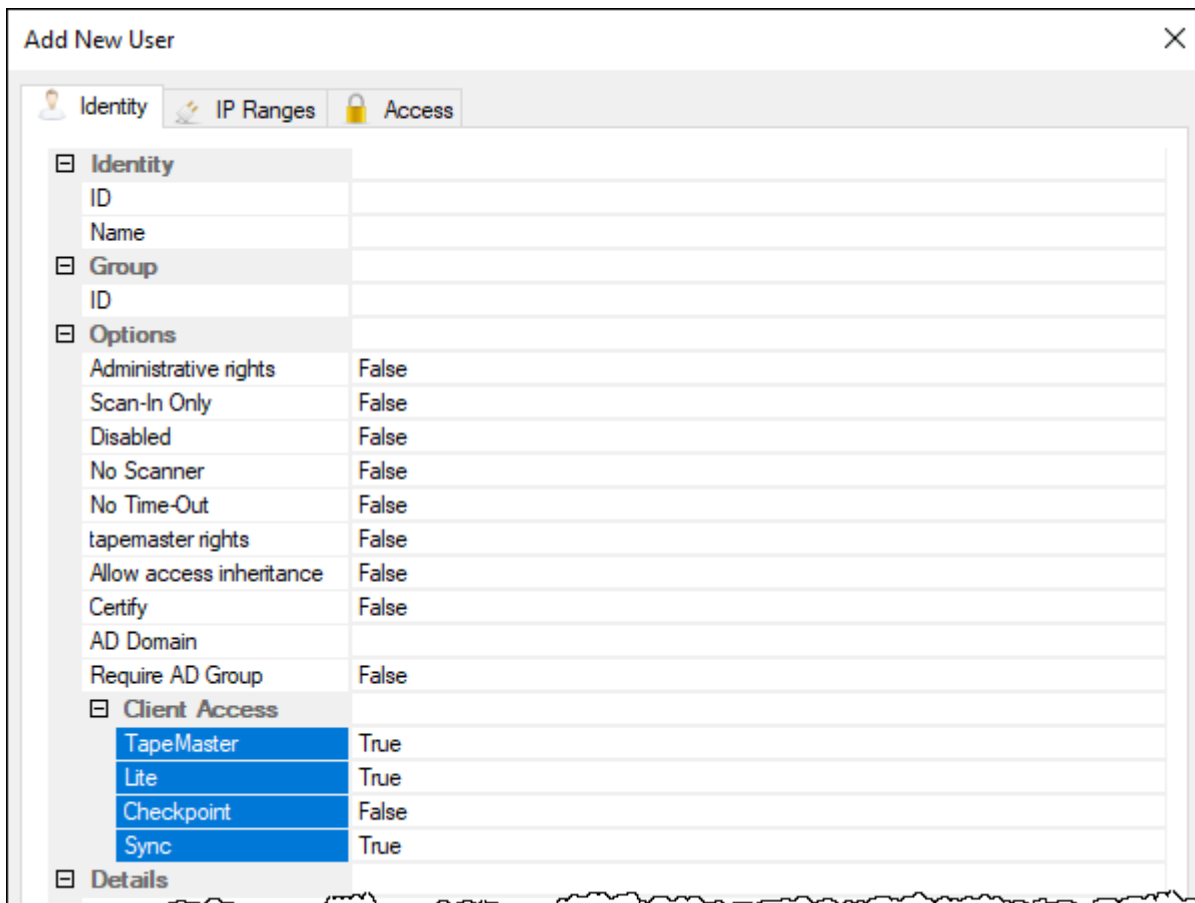 Add New User
Identity IP Ranges Access
Identity
ID
Name
Group
ID
Options
Administrative rights False
Scan-In Only False
Disabled False
No Scanner False
No Time-Out False
tapemaster rights False
Allow access inheritance False
Certify False
AD Domain
Require AD Group False
Client Access
TapeMaster True
Lite True
Checkpoint False
Sync True
Details